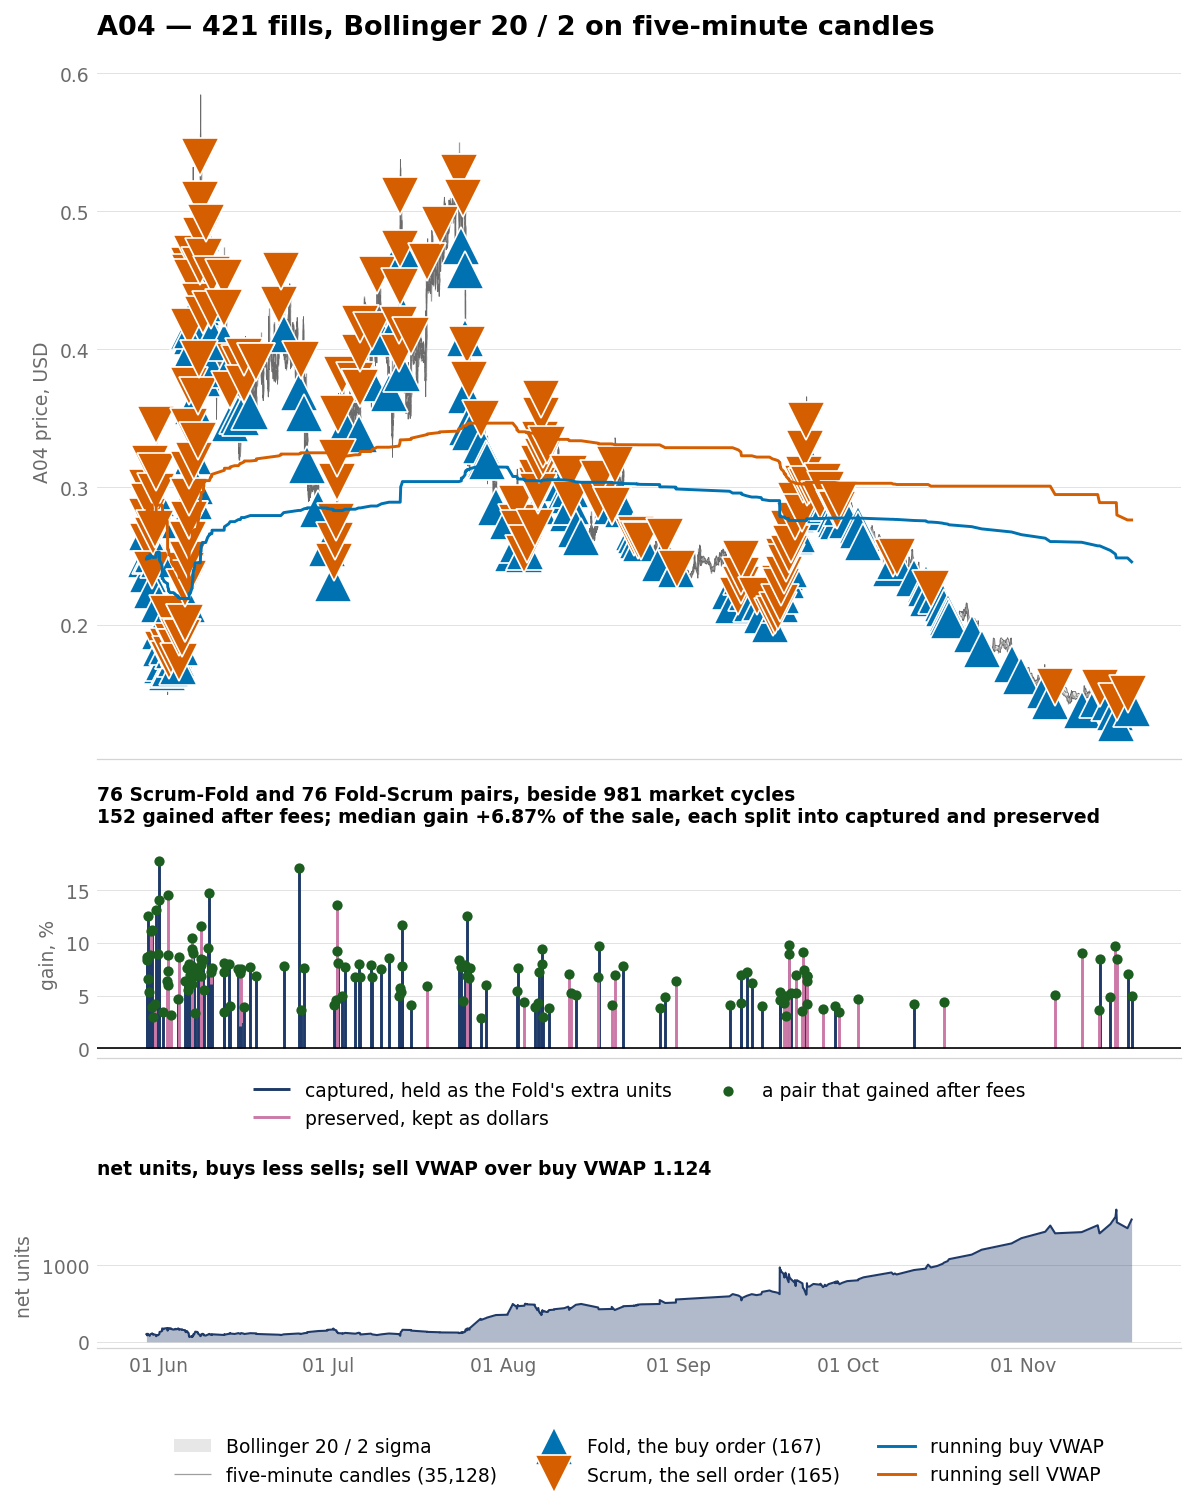 A04 — 421 fills, Bollinger 20 / 2 on five-minute candles
0.6
0.5
0.4
0.3
0.2
A04 price, USD
76 Scrum-Fold and 76 Fold-Scrum pairs, beside 981 market cycles
152 gained after fees; median gain +6.87% of the sale, each split into captured and preserved
15
10
5
0
gain, %
captured, held as the Fold's extra units
preserved, kept as dollars
a pair that gained after fees
net units, buys less sells; sell VWAP over buy VWAP 1.124
1000
0
net units
01 Jun
01 Jul
01 Aug
01 Sep
01 Oct
01 Nov
Bollinger 20 / 2 sigma
five-minute candles (35,128)
Fold, the buy order (167)
Scrum, the sell order (165)
running buy VWAP
running sell VWAP